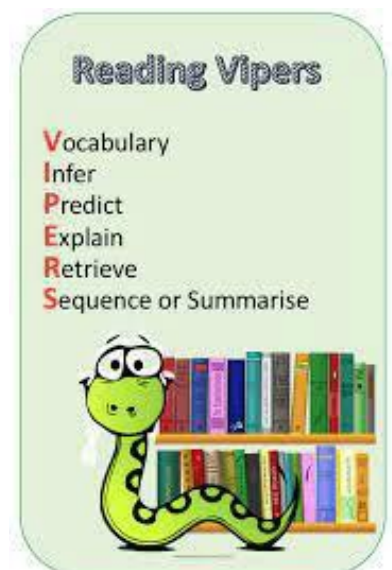 Reading Vipers
Vocabulary
Infer
Predict
Explain
Retrieve
Sequence or Summarise